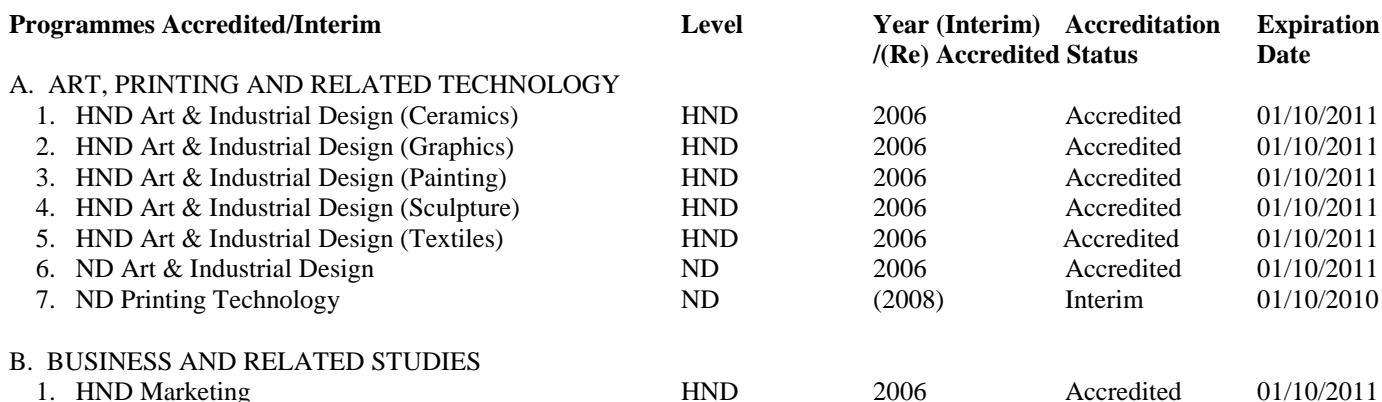 Programmes Accredited/Interim Level Year (Interim) Accreditation Expiration
/(Re) Accredited Status Date
A. ART, PRINTING AND RELATED TECHNOLOGY
1. HND Art & Industrial Design (Ceramics) HND 2006 Accredited 01/10/2011
2. HND Art & Industrial Design (Graphics) HND 2006 Accredited 01/10/2011
3. HND Art & Industrial Design (Painting) HND 2006 Accredited 01/10/2011
4. HND Art & Industrial Design (Sculpture) HND 2006 Accredited 01/10/2011
5. HND Art & Industrial Design (Textiles) HND 2006 Accredited 01/10/2011
6. ND Art & Industrial Design ND 2006 Accredited 01/10/2011
7. ND Printing Technology ND (2008) Interim 01/10/2010
B. BUSINESS AND RELATED STUDIES
1. HND Marketing HND 2006 Accredited 01/10/2011